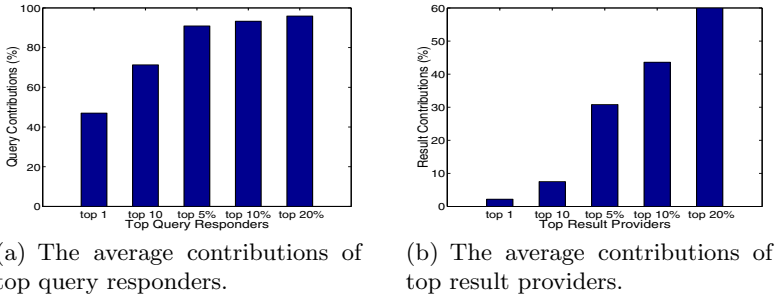 100
80
60
40
20
0
Query Contributions (%)
top 1 top 10 top 5% top 10% top 20%
Top Query Responders
60
50
40
30
20
10
0
Result Contributions (%)
top 1 top 10 top 5% top 10% top 20%
Top Result Providers
a) The average contributions of
top query responders.
(b) The average contributions of
top result providers.